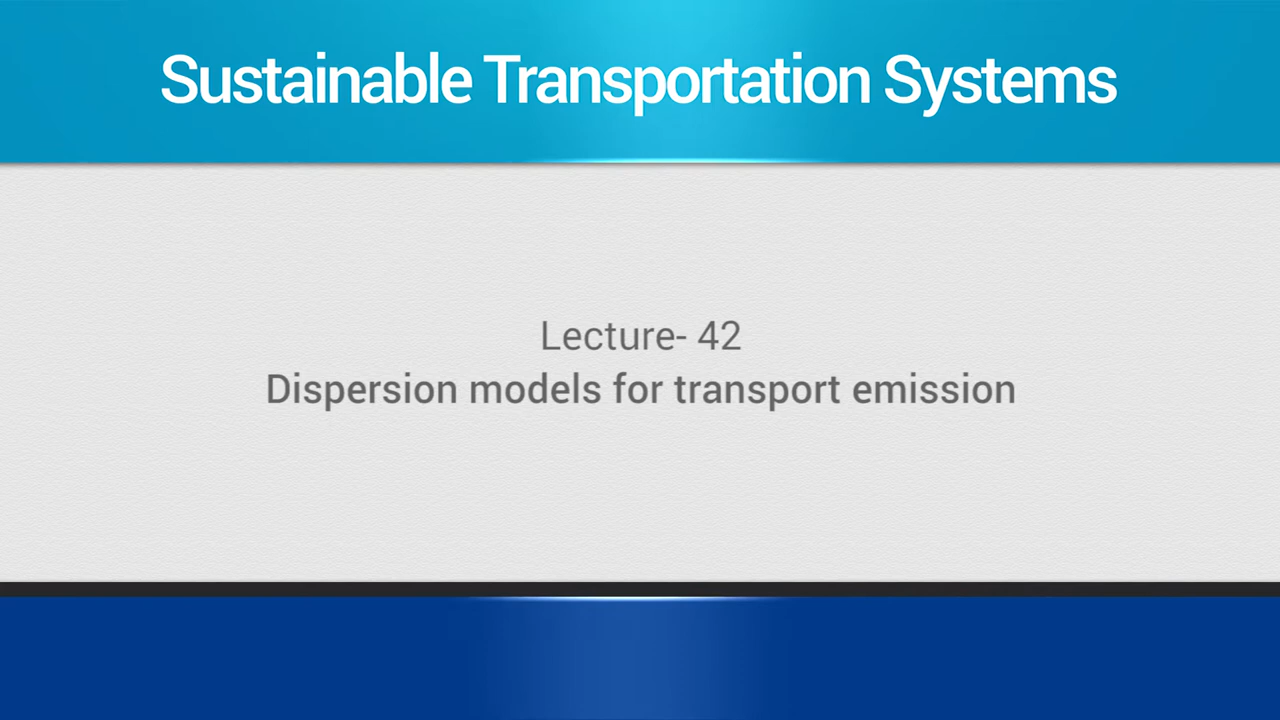 Sustainable Transportation Systems
Lecture- 42
Dispersion models for transport emission